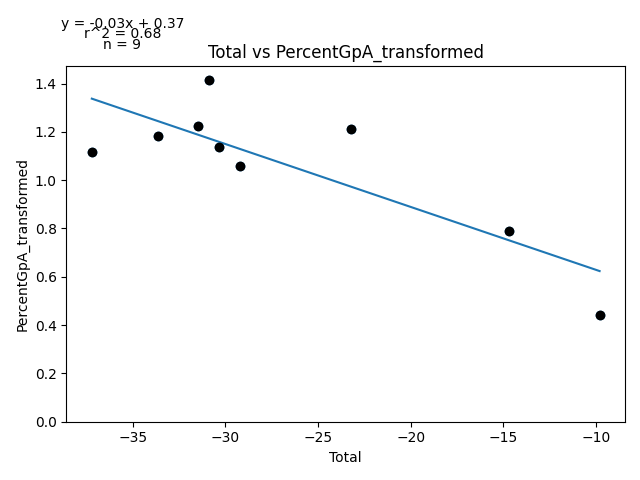 y = -0.03x + 0.37
r^2 = 0.68
n = 9
Total vs PercentGpA_transformed
PercentGpA_transformed
1.4
1.2
1.0
0.8
0.6
0.4
0.2
0.0
−35 −30 −25 −20 −15 −10
Total